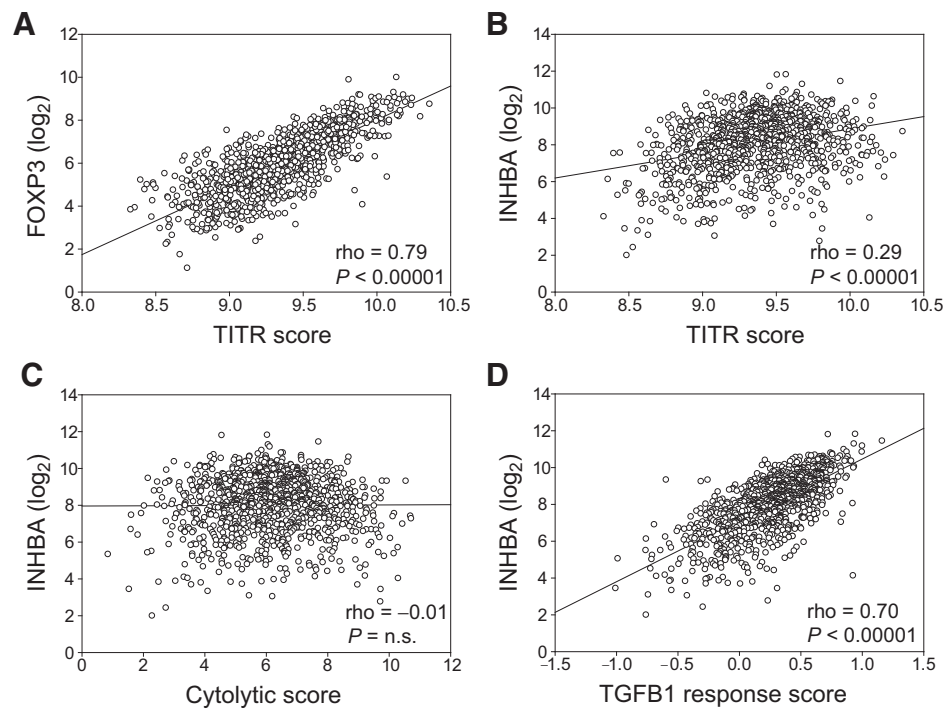 A
12
10
8
6
4
2
0
FOXP3 (log2)
rho = 0.79
P < 0.00001
8.0 8.5 9.0 9.5 10.0 10.5
TITR score
B
14
12
10
8
6
4
2
0
INHBA (log2)
rho = 0.29
P < 0.00001
8.0 8.5 9.0 9.5 10.0 10.5
TITR score
C
14
12
10
8
6
4
2
0
INHBA (log2)
rho = –0.01
P = n.s.
0 2 4 6 8 10 12
Cytolytic score
D
14
12
10
8
6
4
2
0
INHBA (log2)
rho = 0.70
P < 0.00001
–1.5 –1.0 –0.5 0.0 0.5 1.0 1.5
TGFB1 response score